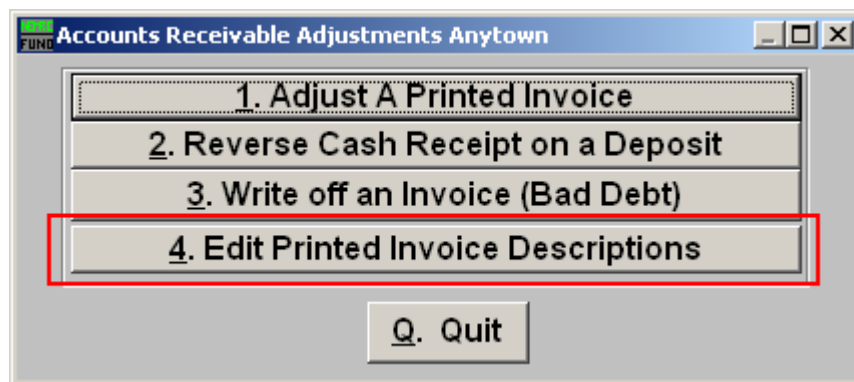 NEMRC
FUND
Accounts Receivable Adjustments Anytown
1. Adjust A Printed Invoice
2. Reverse Cash Receipt on a Deposit
3. Write off an Invoice (Bad Debt)
4. Edit Printed Invoice Descriptions
Q. Quit